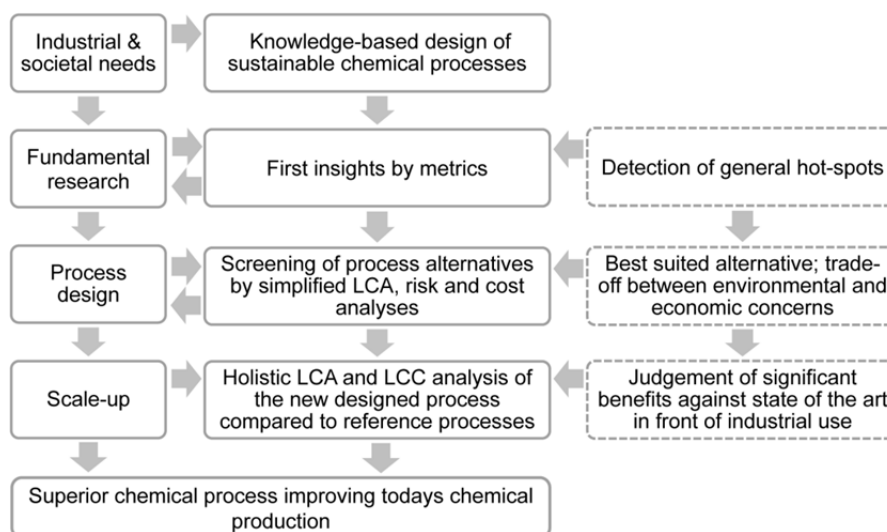 Industrial &
societal needs
Knowledge-based design of
sustainable chemical processes
Fundamental
research
First insights by metrics
Detection of general hot-spots
Process
design
Screening of process alternatives
by simplified LCA, risk and cost
analyses
Best suited alternative; trade-
off between environmental and
economic concerns
Scale-up
Holistic LCA and LCC analysis of
the new designed process
compared to reference processes
Judgement of significant
benefits against state of the art
in front of industrial use
Superior chemical process improving todays chemical
production